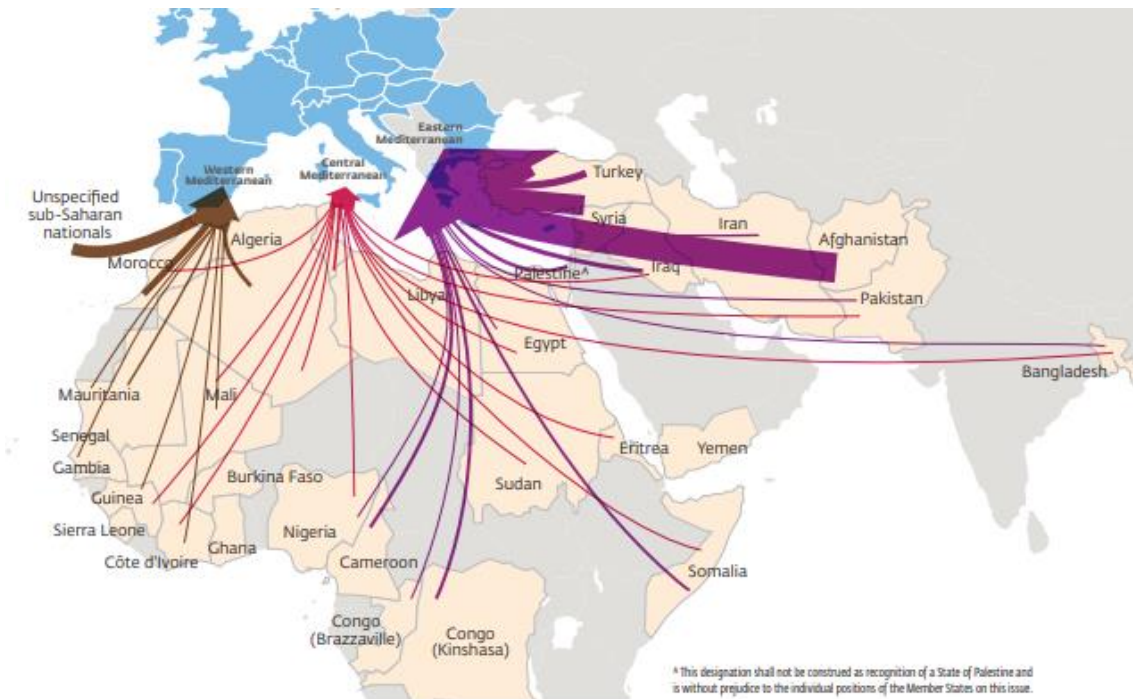 Eastern
Mediterranean
Western
Mediterranean
Central
Mediterranean
Turkey
Unspecified
sub-Saharan
nationals
Syria
Iran
Afghanistan
Algeria
Morocco
Palestine^
Iraq
Libya
Pakistan
Egypt
Bangladesh
Mauritania
Mali
Senegal
Eritrea
Yemen
Gambia
Burkina Faso
Sudan
Guinea
Sierra Leone
Nigeria
Ghana
Côte d'Ivoire
Cameroon
Somalia
Congo
(Brazzaville)
Congo
(Kinshasa)
^ This designation shall not be construed as recognition of a State of Palestine and
is without prejudice to the individual positions of the Member States on this issue.